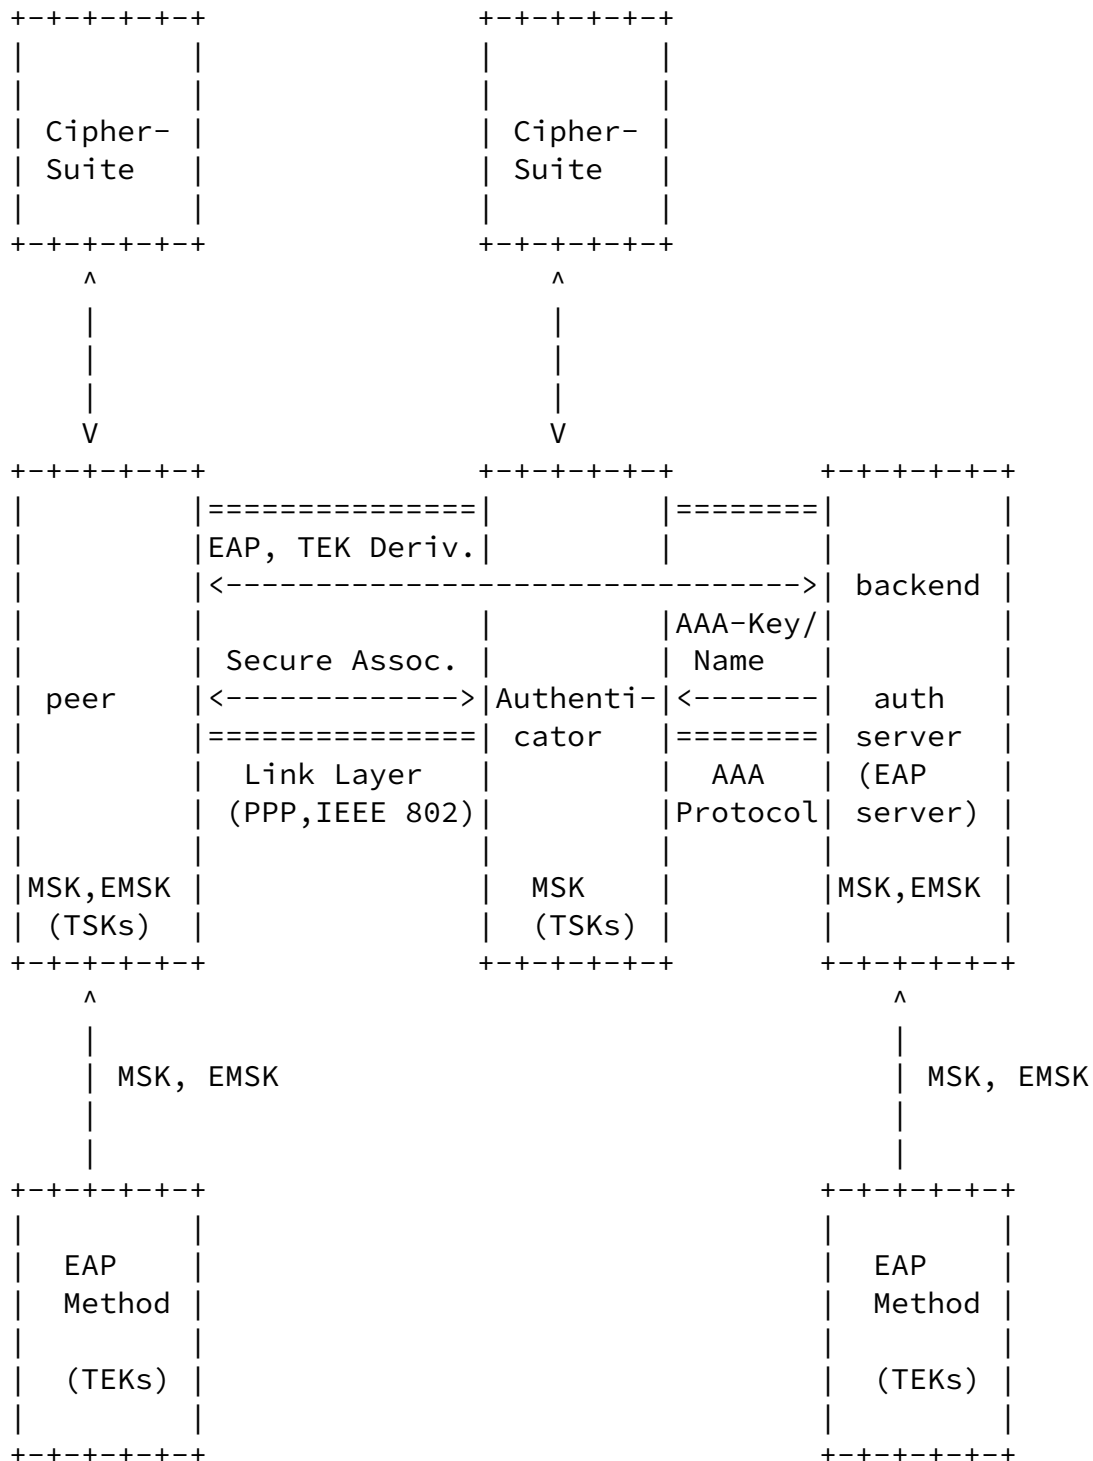 +-+-+-+-+-+               +-+-+-+-+-+
|         |               |         |
|         |               |         |
| Cipher- |               | Cipher- |
| Suite   |               | Suite   |
|         |               |         |
+-+-+-+-+-+               +-+-+-+-+-+
    ^                         ^
    |                         |
    |                         |
    |                         |
    V                         V
+-+-+-+-+-+               +-+-+-+-+-+        +-+-+-+-+-+
|         |===============|         |========|         |
|         |EAP, TEK Deriv.|         |        |         |
|         |<-------------------------------->| backend |
|         |               |         |AAA-Key/|         |
|         | Secure Assoc. |         | Name   |         |
| peer    |<------------->|Authenti-|<-------|  auth   |
|         |===============| cator   |========| server  |
|         |  Link Layer   |         |  AAA   | (EAP    |
|         | (PPP,IEEE 802)|         |Protocol| server) |
|         |               |         |        |         |
|MSK,EMSK |               |  MSK    |        |MSK,EMSK |
| (TSKs)  |               |  (TSKs) |        |         |
+-+-+-+-+-+               +-+-+-+-+-+        +-+-+-+-+-+
    ^                                            ^
    |                                            |
    | MSK, EMSK                                  | MSK, EMSK
    |                                            |
    |                                            |
+-+-+-+-+-+                                  +-+-+-+-+-+
|         |                                  |         |
|  EAP    |                                  |  EAP    |
|  Method |                                  |  Method |
|         |                                  |         |
|  (TEKs) |                                  |  (TEKs) |
|         |                                  |         |
+-+-+-+-+-+                                  +-+-+-+-+-+